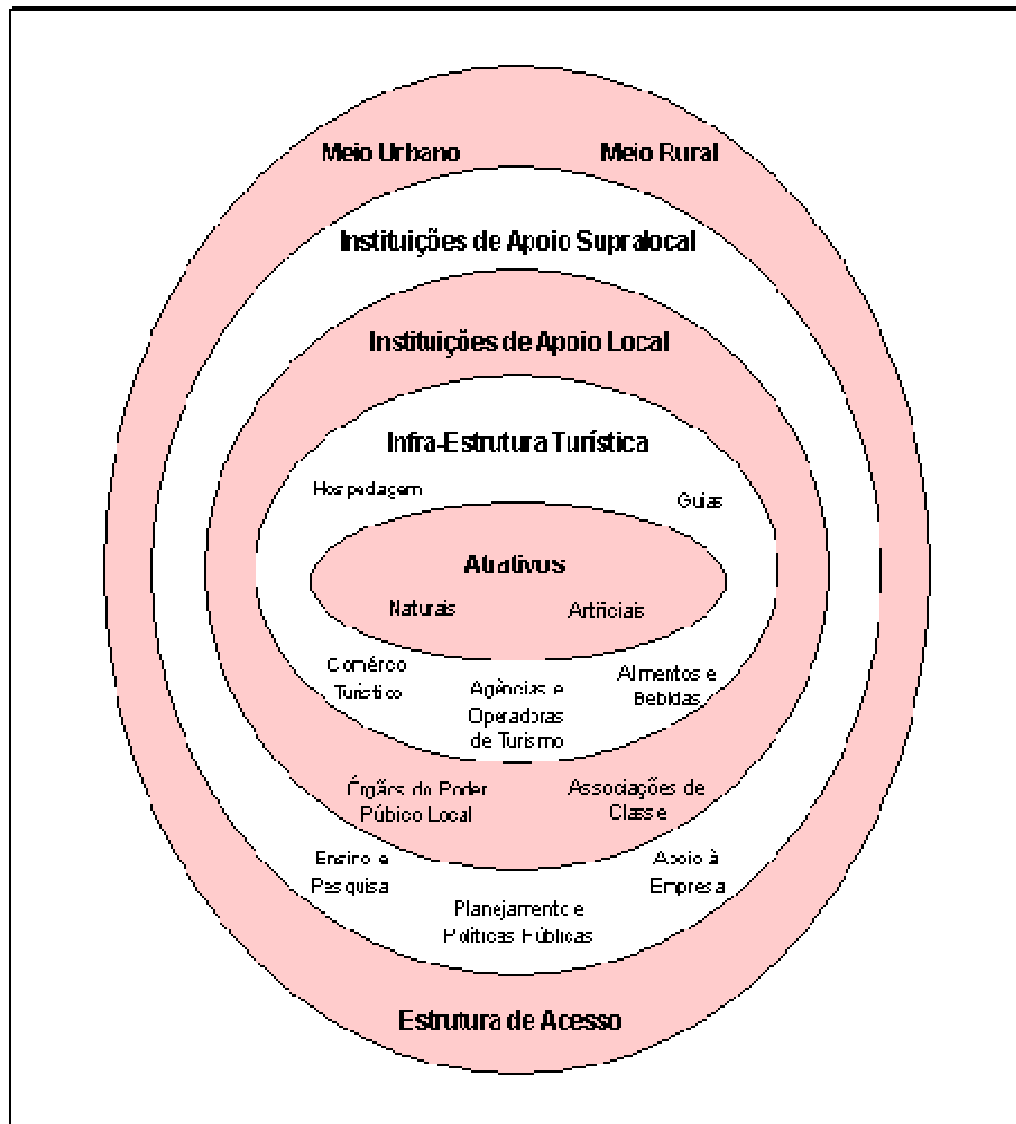 Meio Urbano Meio Rural
Instituições de Apoio Supralocal
Instituições de Apoio Local
Infra-Estrutura Turística
Hospedagem Guias
Atrativos
Naturais Artificiais
Comércio
Turístico
Agências e
Operadoras
de Turismo
Alimentos e
Bebidas
Órgãos do Poder
Púbico Local
Associações de
Classe
Ensino e
Pesquisa
Planejamento e
Políticas Públicas
Apoio à
Empresa
Estrutura de Acesso